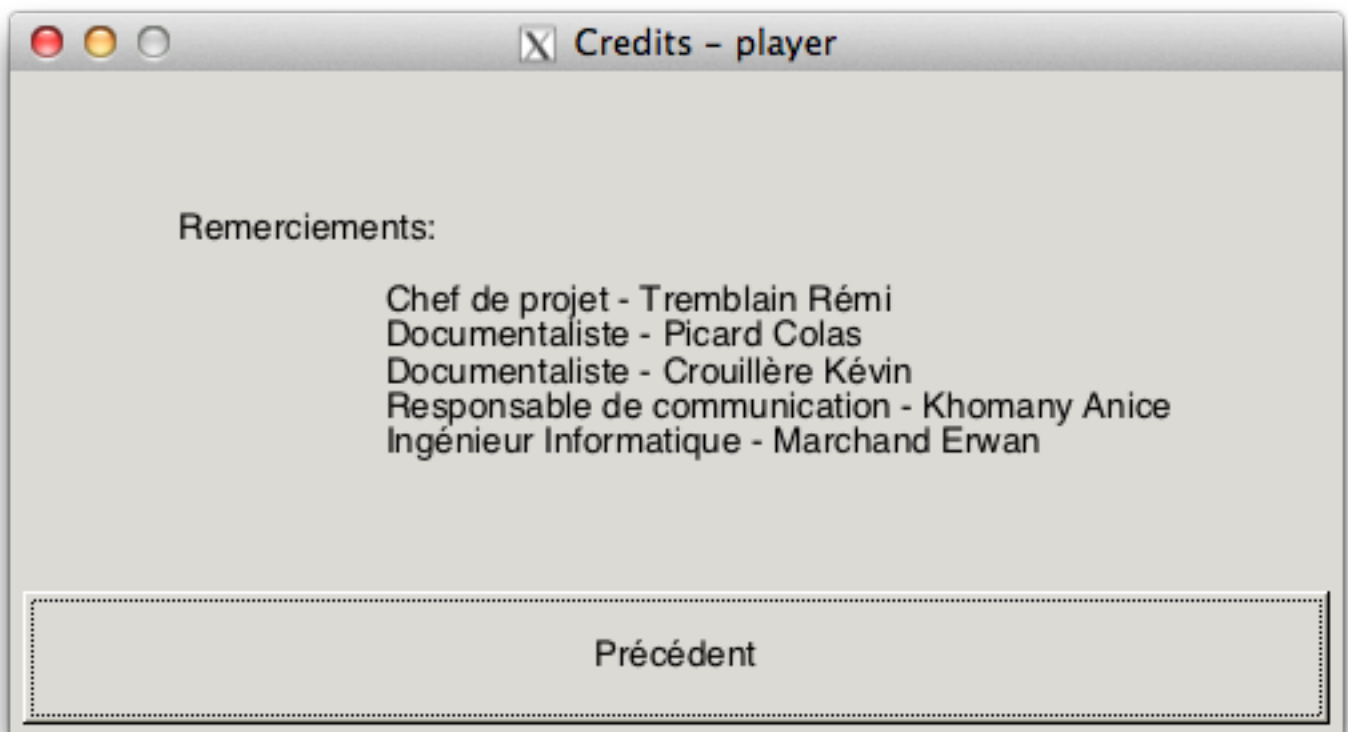 Credits – player
Remerciements:
Chef de projet - Tremblain Rémi
Documentaliste - Picard Colas
Documentaliste - Crouillère Kévin
Responsable de communication - Khomany Anice
Ingénieur Informatique - Marchand Erwan
Précédent